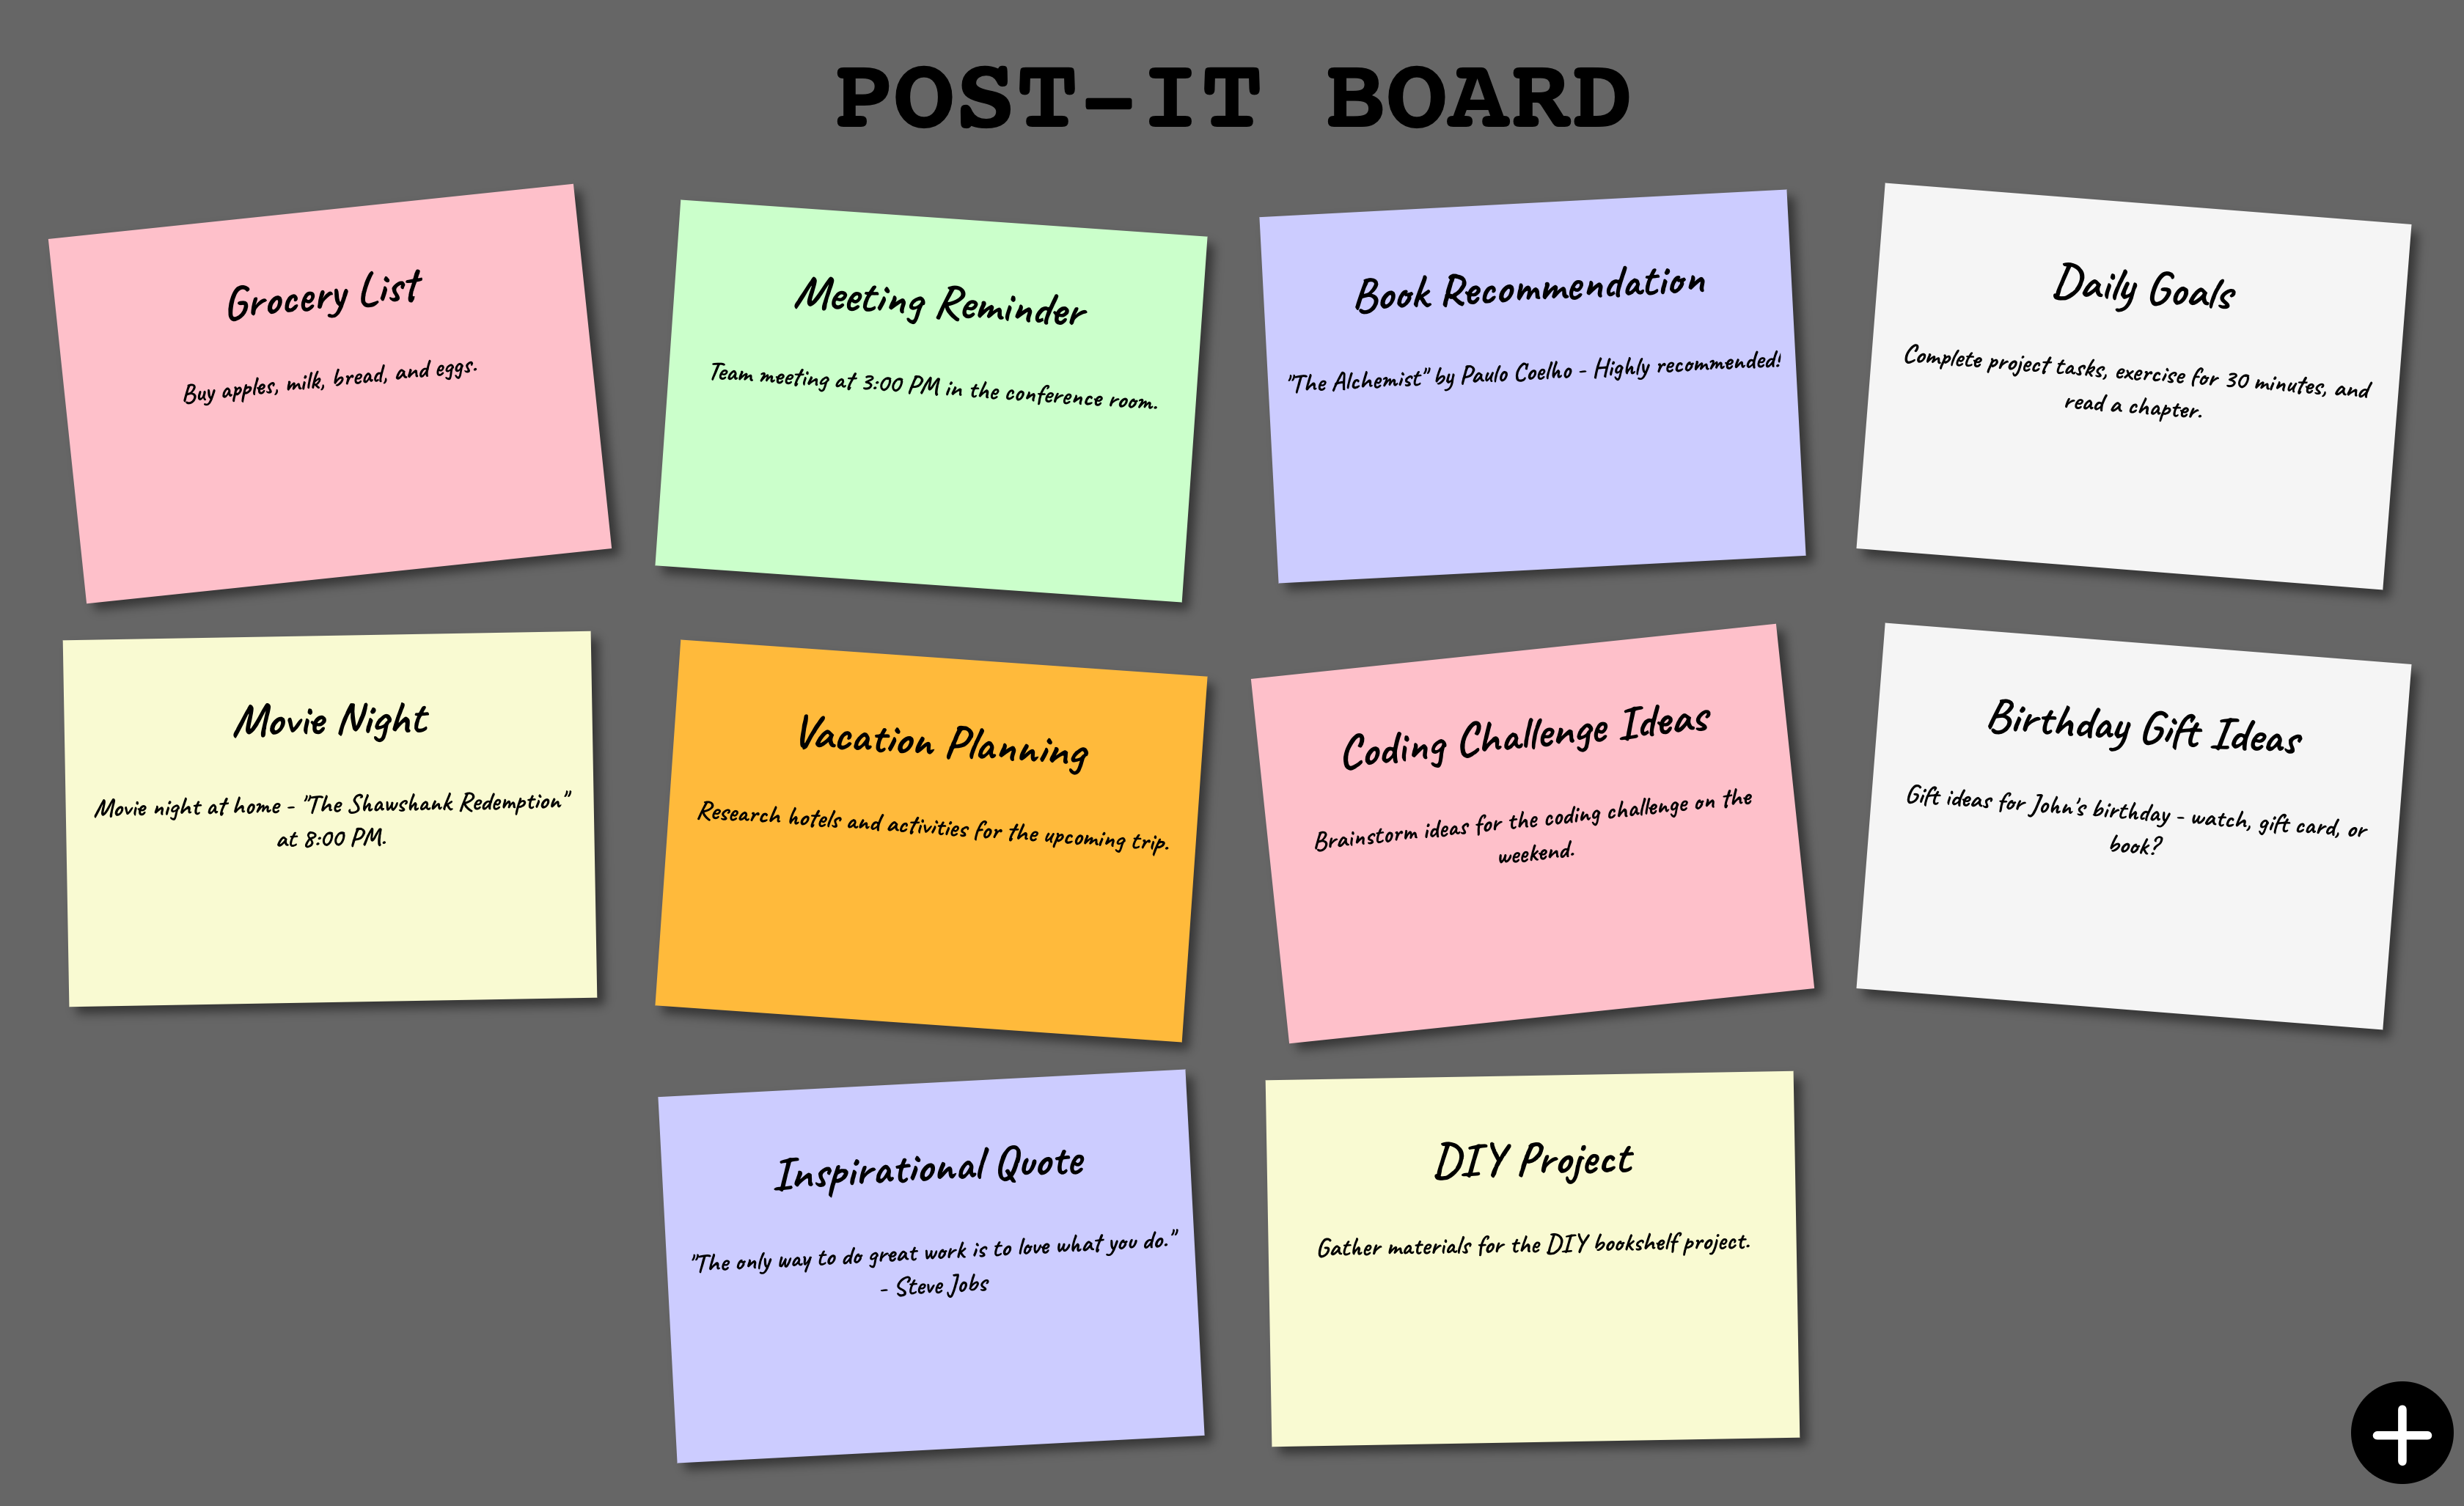 POST-IT BOARD
Grocery List
Buy apples, milk, bread, and eggs.
Meeting Reminder
Team meeting at 3:00 PM in the conference room.
Book Recommendation
"The Alchemist" by Paulo Coelho - Highly recommended!
Daily Goals
Complete project tasks, exercise for 30 minutes, and
read a chapter.
Movie Night
Movie night at home - "The Shawshank Redemption"
at 8:00 PM.
Vacation Planning
Research hotels and activities for the upcoming trip.
Coding Challenge Ideas
Brainstorm ideas for the coding challenge on the
weekend.
Birthday Gift Ideas
Gift ideas for John's birthday - watch, gift card, or
book?
Inspirational Quote
"The only way to do great work is to love what you do."
- Steve Jobs
DIY Project
Gather materials for the DIY bookshelf project.